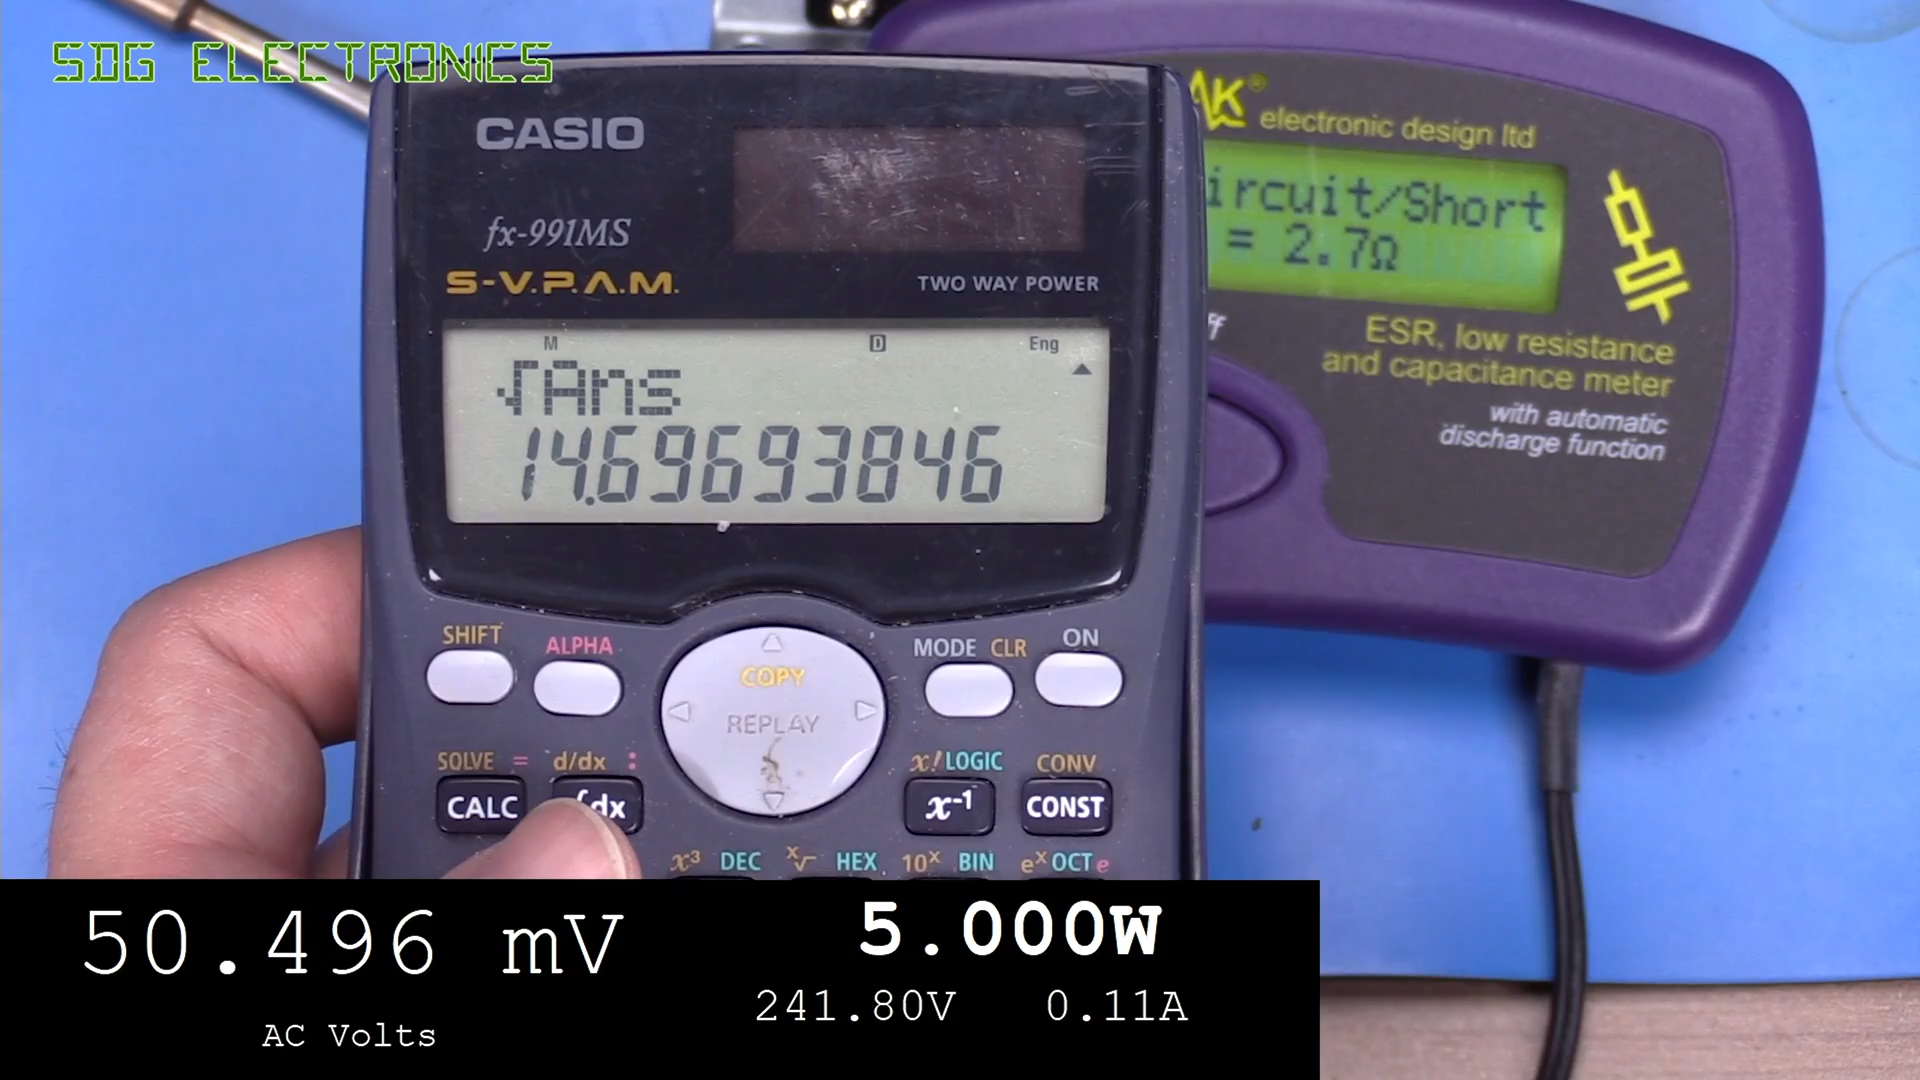 SDG ELECTRONICS
CASIO
fx-991MS
S-V.P.A.M.
TWO WAY POWER
M D Eng
√Ans
14.69693846
SHIFT
ALPHA
MODE CLR
ON
COPY
REPLAY
SOLVE =
d/dx :
x! LOGIC
CONV
CALC
∫dx
x⁻¹
CONST
x³ DEC
ˣ√ HEX
10ˣ BIN
eˣ OCT e
AK®
electronic design ltd
ircuit/Short
= 2.7Ω
ff
ESR, low resistance
and capacitance meter
with automatic
discharge function
50.496 mV
AC Volts
5.000W
241.80V 0.11A